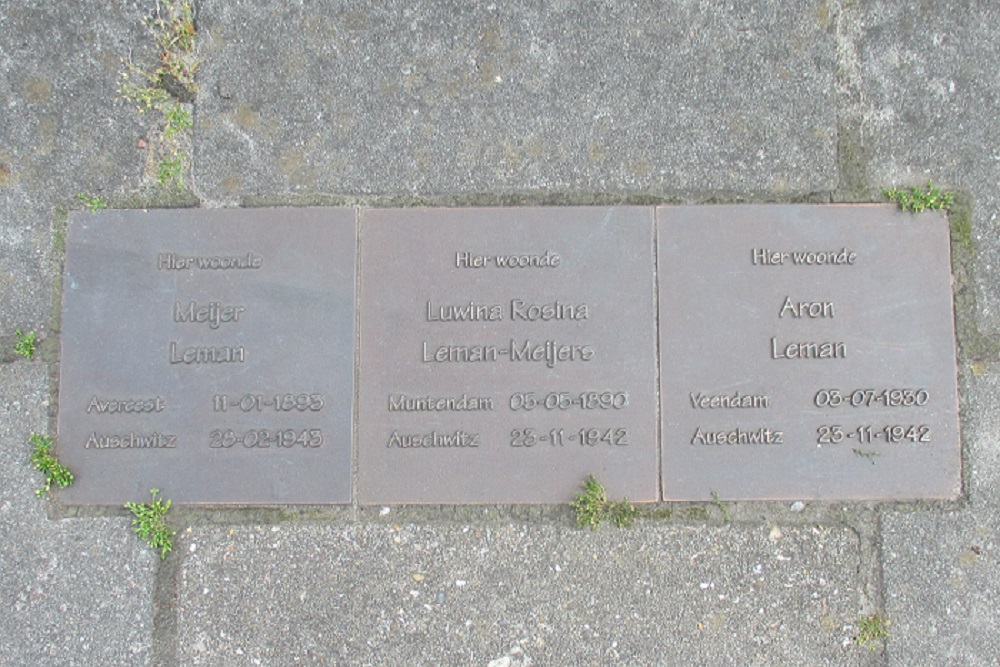 Hier woonde
Meijer
Leman
Avereest 11-01-1893
Auschwitz 28-02-1943
Hier woonde
Luwina Rosina
Leman-Meijers
Muntendam 05-05-1890
Auschwitz 23-11-1942
Hier woonde
Aron
Leman
Veendam 03-07-1930
Auschwitz 23-11-1942